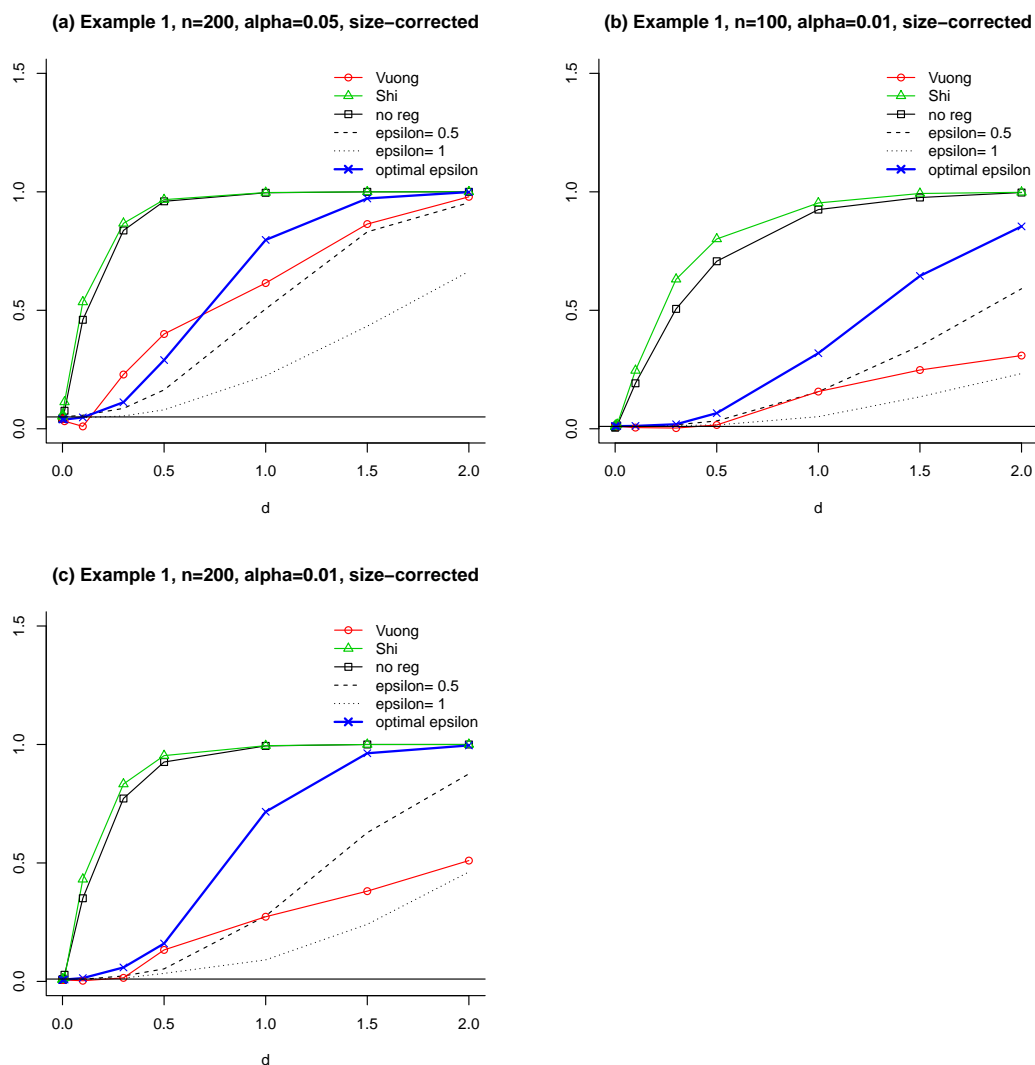 (a) Example 1, n=200, alpha=0.05, size−corrected
Vuong
Shi
no reg
epsilon= 0.5
epsilon= 1
optimal epsilon
1.5
1.0
0.5
0.0
0.0 0.5 1.0 1.5 2.0
d
(b) Example 1, n=100, alpha=0.01, size−corrected
Vuong
Shi
no reg
epsilon= 0.5
epsilon= 1
optimal epsilon
1.5
1.0
0.5
0.0
0.0 0.5 1.0 1.5 2.0
d
(c) Example 1, n=200, alpha=0.01, size−corrected
Vuong
Shi
no reg
epsilon= 0.5
epsilon= 1
optimal epsilon
1.5
1.0
0.5
0.0
0.0 0.5 1.0 1.5 2.0
d